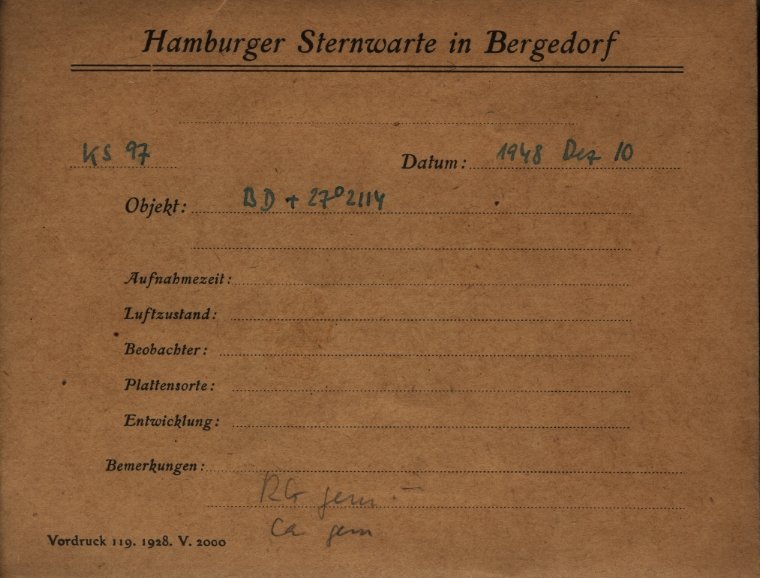 Hamburger Sternwarte in Bergedorf
KS 97 Datum: 1948 Dez 10
Objekt: BD + 27° 2114
Aufnahmezeit:
Luftzustand:
Beobachter:
Plattensorte:
Entwicklung:
Bemerkungen:
gem
Ca gem
Vordruck 119. 1928. V. 2000